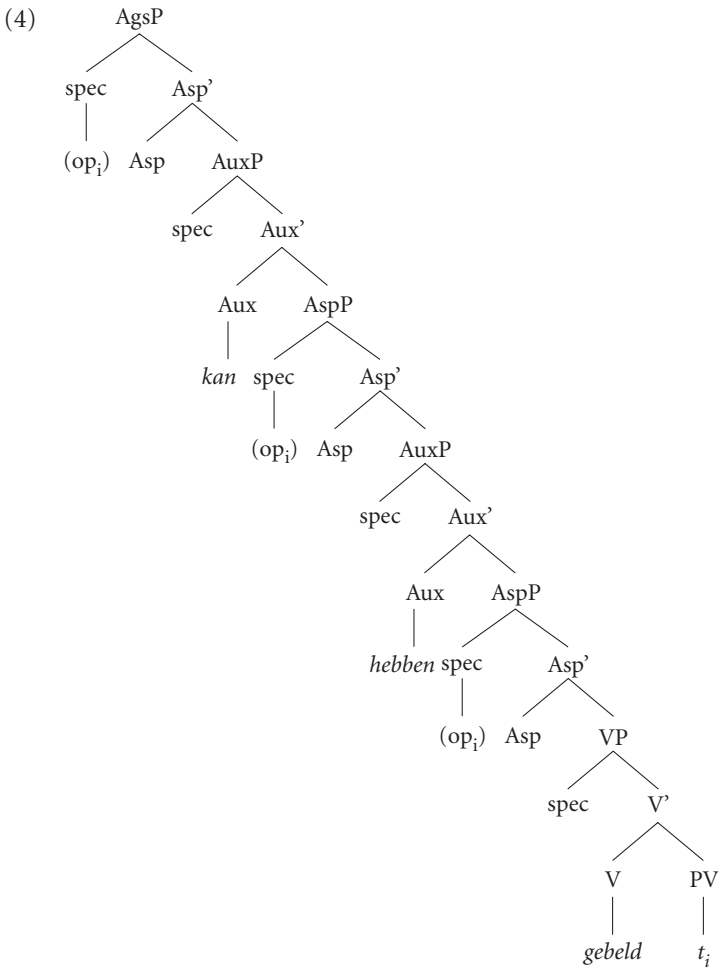 (4) AgsP
spec Asp’
(opi) Asp AuxP
spec Aux’
Aux AspP
kan spec Asp’
(opi) Asp AuxP
spec Aux’
Aux AspP
hebben spec Asp’
(opi) Asp VP
spec V’
V PV
gebeld ti